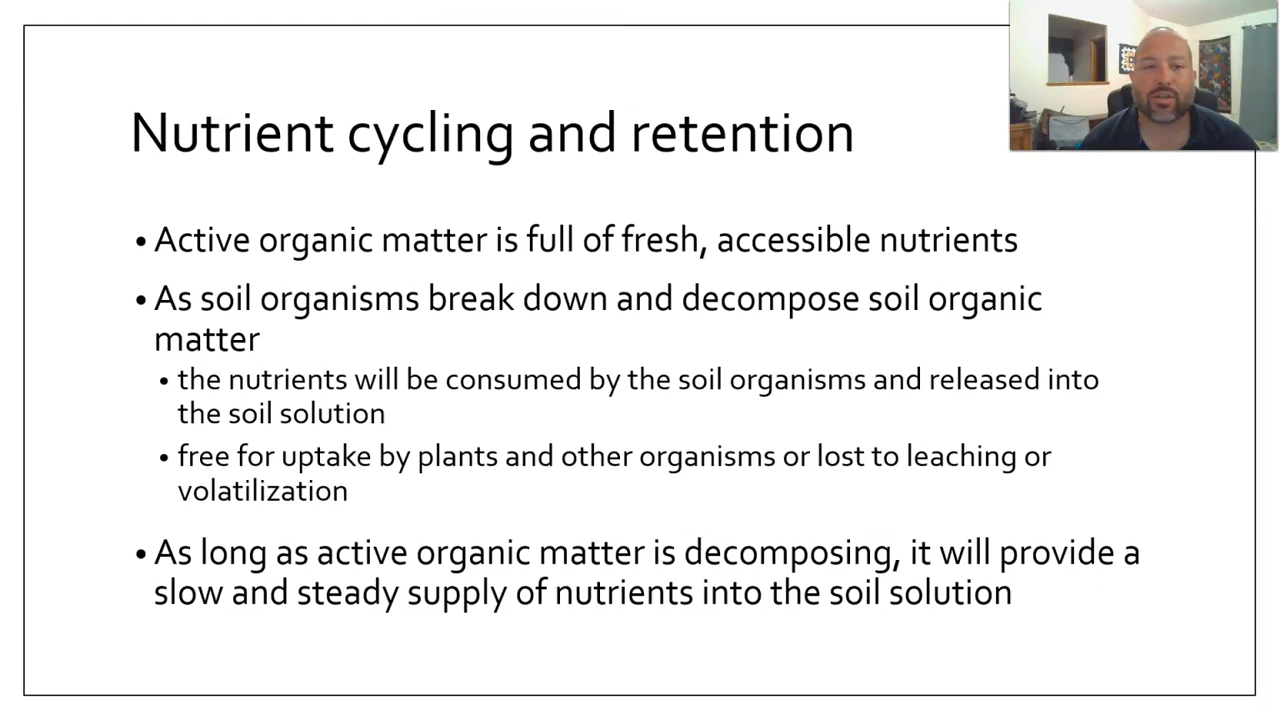 Nutrient cycling and retention
• Active organic matter is full of fresh, accessible nutrients
• As soil organisms break down and decompose soil organic
matter
• the nutrients will be consumed by the soil organisms and released into
the soil solution
• free for uptake by plants and other organisms or lost to leaching or
volatilization
• As long as active organic matter is decomposing, it will provide a
slow and steady supply of nutrients into the soil solution